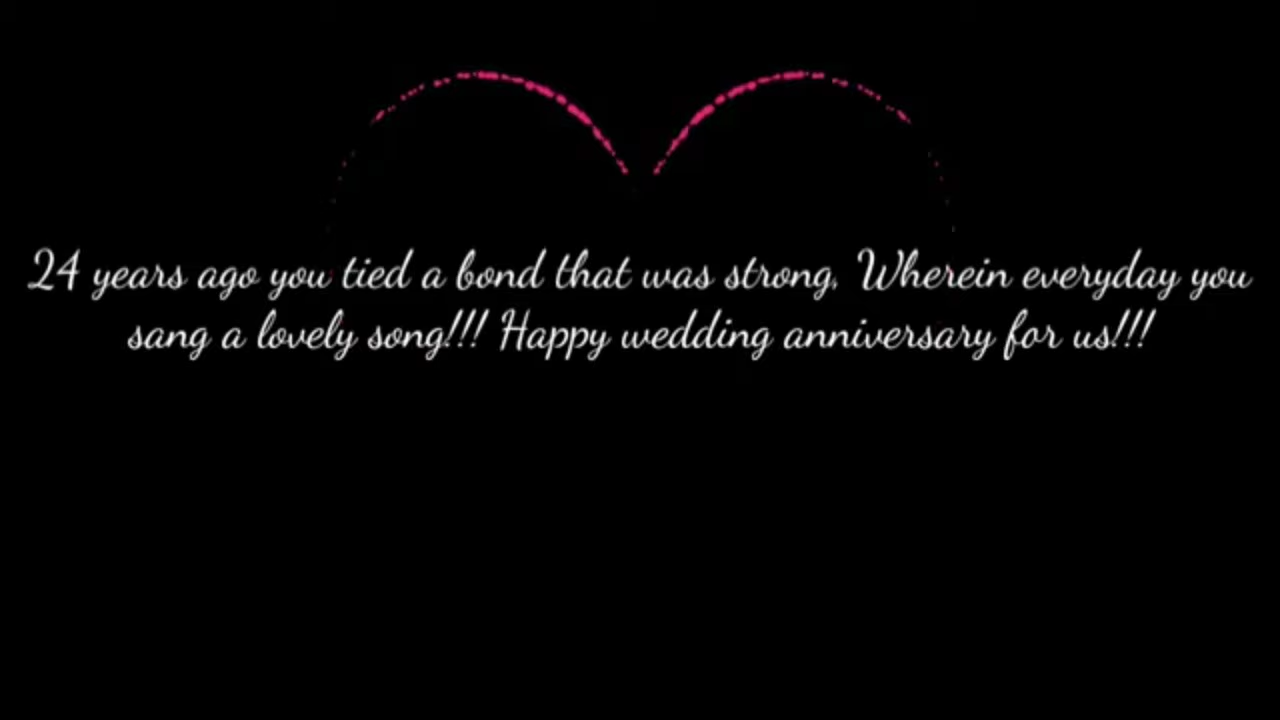 24 years ago you tied a bond that was strong, Wherein everyday you
sang a lovely song!!! Happy wedding anniversary for us!!!